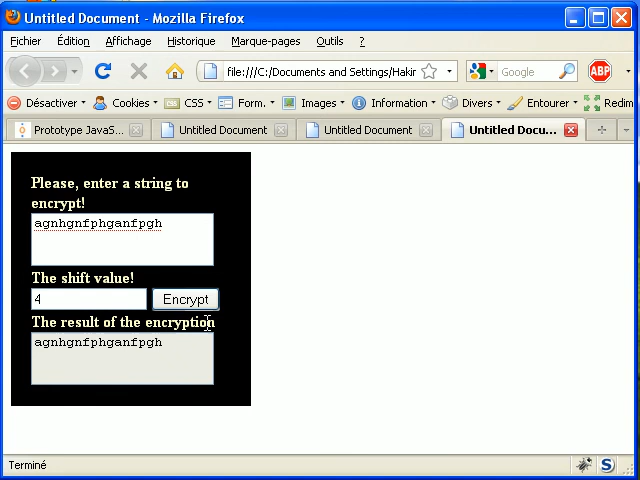 Untitled Document - Mozilla Firefox
Fichier Édition Affichage Historique Marque-pages Outils ?
file:///C:/Documents and Settings/Hakir
Google
ABP
Désactiver Cookies CSS Form. Images Information Divers Entourer Redim
Prototype JavaS... Untitled Document Untitled Document Untitled Docu...
Please, enter a string to
encrypt!
agnhgnfphganfpgh
The shift value!
4 Encrypt
The result of the encryption
agnhgnfphganfpgh
Terminé